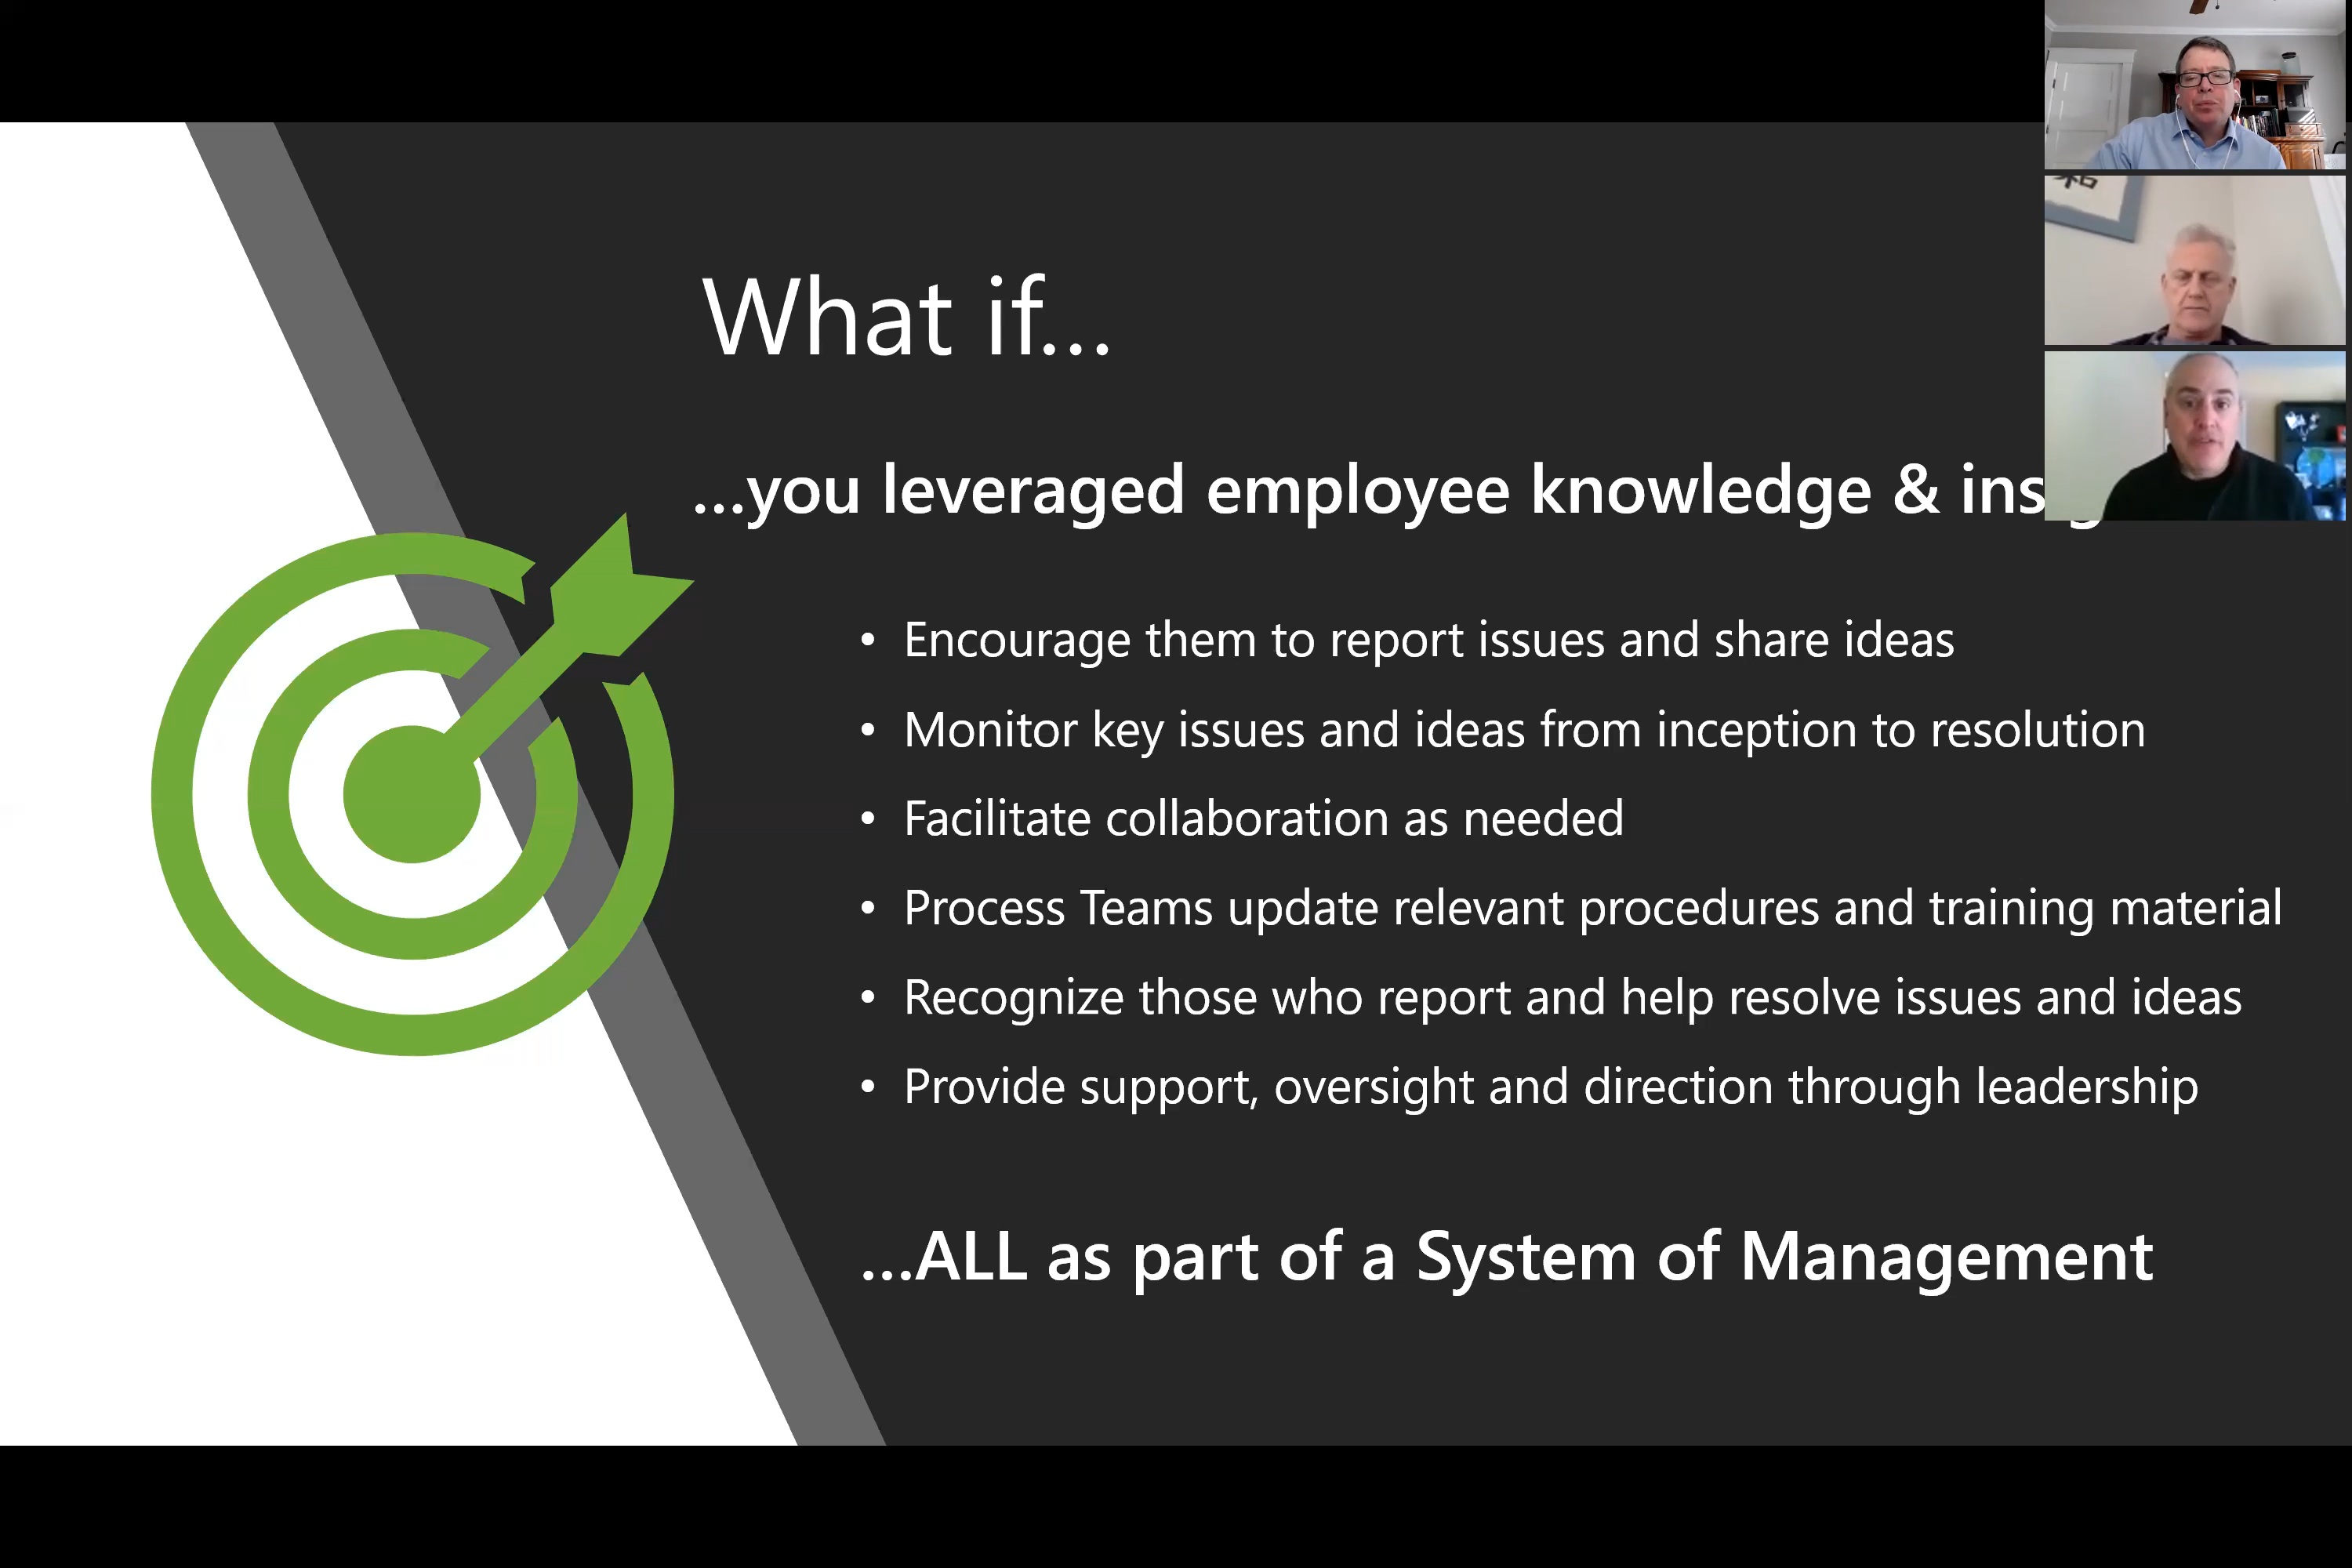 What if...
...you leveraged employee knowledge &
• Encourage them to report issues and share ideas
• Monitor key issues and ideas from inception to resolution
• Facilitate collaboration as needed
• Process Teams update relevant procedures and training material
• Recognize those who report and help resolve issues and ideas
• Provide support, oversight and direction through leadership
...ALL as part of a System of Management
和